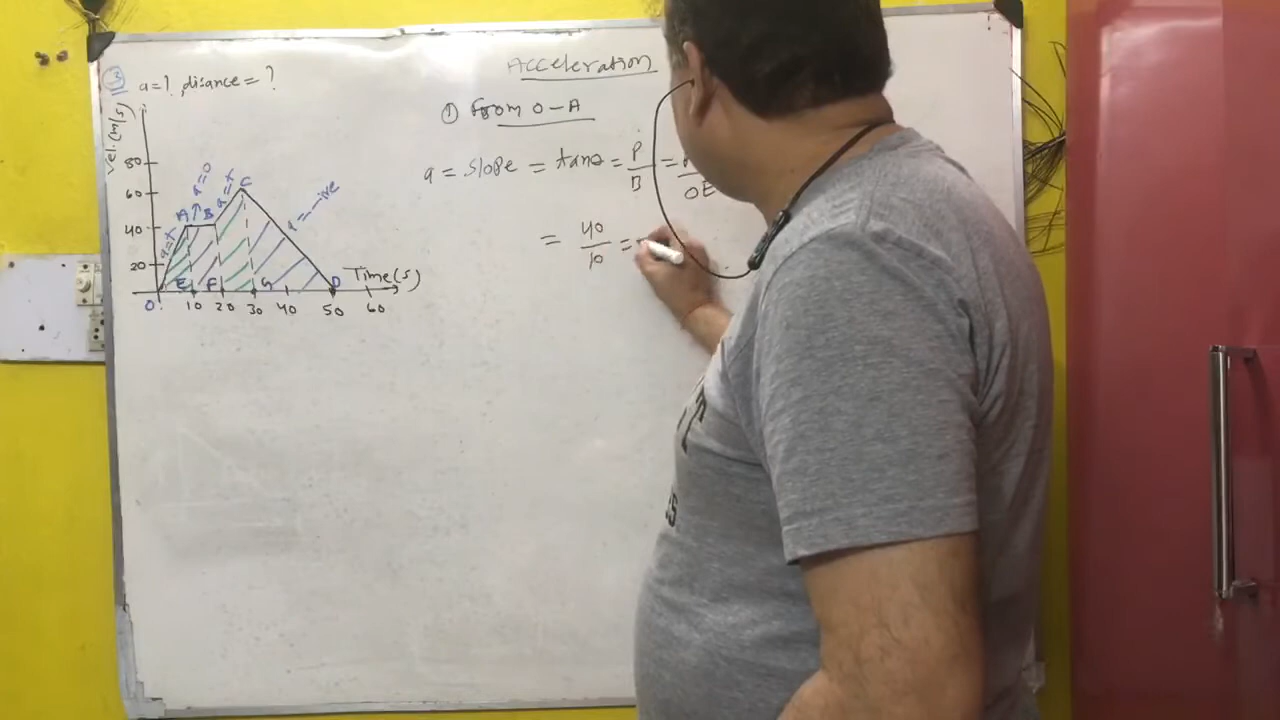 3 a=? disance=?
Acceleration
① From O-A
a = slope = tanθ = P/B = /OE
= 40/10 =
Vel.(m/s)
80
60
40
20
O
10 20 30 40 50 60
Time(s)
A B C D
E F G
a=+
a=0
a=+
a=-ive